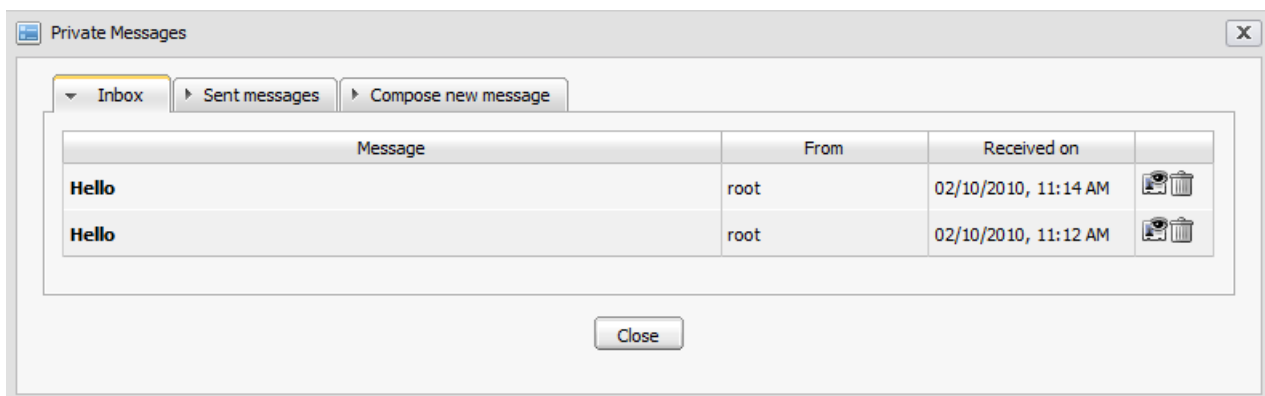 Private Messages
Inbox Sent messages Compose new message
Message From Received on
Hello root 02/10/2010, 11:14 AM
Hello root 02/10/2010, 11:12 AM
Close